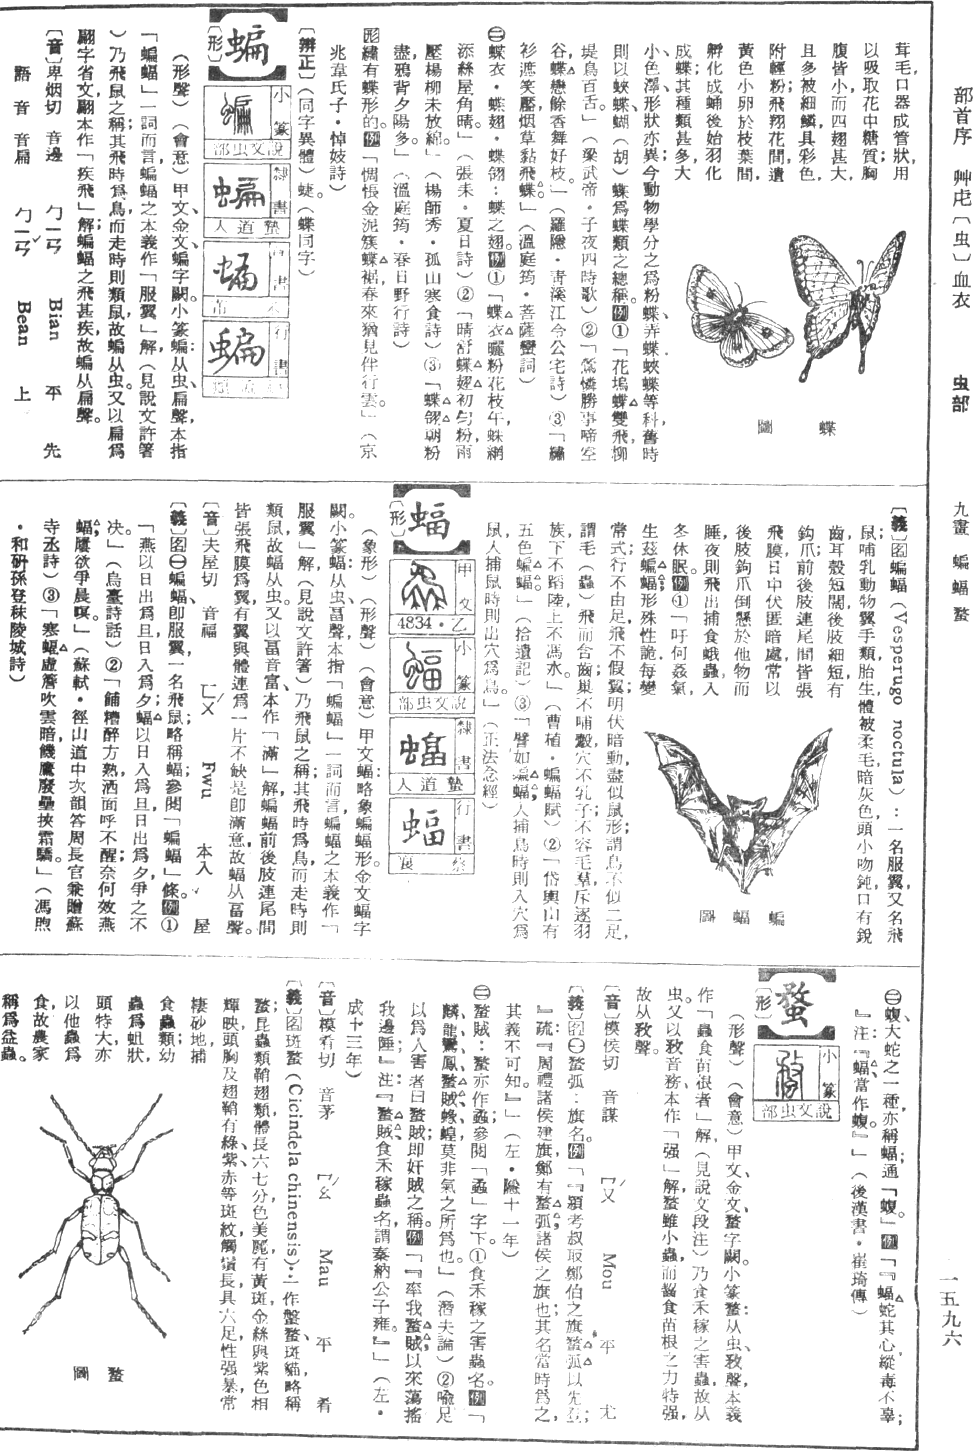 部首序 艸虍〔虫〕血衣
虫部
九畫 蝙蝠蝥
一五九六
茸毛口器成管狀,用
以吸取花中糖質;胸
腹皆小而四翅甚大,
且多被細鱗具彩色,
附輕粉飛翔花間,遺
黃色小卵於枝葉間,
孵化成蛹後始羽化
成蝶;其種類甚多,大
小色澤、形狀亦異今動物學分之爲粉蝶、弄蝶、蛺蝶等科,舊時
則以蛺蝶、蝴(胡)蝶爲蝶類之總稱。例①「花塢蝶雙飛,柳
堤鳥百舌。」(梁武帝・子夜四時歌)②「鶯憐勝事啼空
谷,蝶戀餘香舞好枝。」(羅隱・靑溪江令公宅詩)③「繡
衫遮笑靨,烟草黏飛蝶。」(溫庭筠・菩薩蠻詞)
㊁蝶衣・蝶翅・蝶翎:蝶之翅。例①「蝶衣曬粉花枝午,蛛網
添絲屋角晴。」(張耒・夏日詩)②「晴舒蝶翅初勻粉,雨
壓楊柳未放綿。」(楊師秀・孤山寒食詩)③「蝶翎朝粉
盡,鴉背夕陽多。」(溫庭筠・春日野行詩)
㊂繡有蝶形的。例「惆悵金泥簇蝶裙,春來猶見伴行雲。」(京
兆韋氏子・悼妓詩)
〔辨正〕(同字異體)蜨。(蝶同字)
蝶
圖
蝙
〔形〕
小篆
說文虫部
隸書
蝥道人
行書
(形聲)(會意)甲文、金文蝙字闕。小篆蝙:从虫、扁聲,本指
「蝙蝠」一詞而言,蝙蝠之本義作「服翼」解,(見說文許箸
)乃飛鼠之稱;其飛時爲鳥,而走時則類鼠,故蝙从虫。又以扁爲
翩字省文,翩本作「疾飛」解,蝙蝠之飛甚疾,故蝙从扁聲。
〔音〕卑烟切 音邊 ㄅㄧㄢ Bian 平 先
語音 音扁 ㄅㄧㄢˇ Bean 上
〔義〕名蝙蝠(Vesperugo noctula):一名服翼,又名飛
鼠,哺乳動物翼手類,胎生,體被柔毛,暗灰色,頭小吻鈍,口有銳
齒,耳殼短闊,後肢細短,有
鈎爪;前後肢連尾間皆張
飛膜,日中伏匿暗處,常以
後肢鈎爪倒懸於他物而
睡,夜則飛出捕食蛾蟲,入
冬休眠。例①「吁何姦氣,
生茲蝙蝠;形殊性詭,每變
常式;行不由足,飛不假翼;明伏暗動,盡似鼠形;謂鳥不似,二足
謂毛(蟲)飛而含齒;巢不哺鷇,穴不乳子;不容毛羣,斥逐羽
族;下不蹈陸,上不馮木。」(曹植・蝙蝠賦)②「岱輿山有
五色蝙蝠。」(拾遺記)③「譬如蝙蝠,人捕鳥時則入穴爲
鼠,人捕鼠時則出穴爲鳥。」(正法念經)
蝙
蝠
圖
蝠
〔形〕
甲文
4834・乙
小篆
說文虫部
隸書
蝥道人
行書
(象形)(形聲)(會意)甲文蝠:略象蝙蝠形。金文蝠字
闕。小篆蝠:从虫、畐聲,本指「蝙蝠」一詞而言,蝙蝠之本義作「
服翼」解,(見說文許箸)乃飛鼠之稱;其飛時爲鳥,而走時則
類鼠,故蝠从虫。又以畐音富,本作「滿」解,蝙蝠前後肢連尾間
皆張飛膜爲翼,有翼與體連爲一片不缺,是卽滿意,故蝠从畐聲。
〔音〕夫屋切 音福 ㄈㄨˊ Fwu 本入 屋
〔義〕名㊀蝙蝠卽服翼,一名飛鼠,略稱蝠,參閱「蝙蝠」條。例①
「燕以日出爲旦,日入爲夕;蝠以日入爲旦,日出爲夕,爭之不
决。」(烏臺詩話)②「餔糟醉方熟,洒面呼不醒;奈何效燕
蝠,屢欲爭晨暝。」(蘇軾・徑山道中次韻答周長官兼贈蘇
寺丞詩)③「寒蝠虛簷吹雲暗,饑鷹廢壘挾霜驕。」(馮煦
・和硏孫登秣陵城詩)
㊁蝮,大蛇之一種,亦稱蝠;通「蝮」。例「『蝠蛇其心,縱毒不辜;
』注:『蝠當作蝮』」(後漢書・崔琦傳)
蝥
〔形〕
小篆
說文虫部
(形聲)(會意)甲文、金文蝥字闕。小篆蝥:从虫、敄聲,本義
作「蟲食苗根者」解,(見說文段注)乃食禾稼之害蟲,故从
虫。又以敄音務,本作「强」解,蝥雖小蟲,而齧食苗根之力特强,
故从敄聲。
〔音〕模侯切 音謀 ㄇㄡˊ Mou 平 尤
〔義〕名㊀蝥弧:旗名。例「『潁考叔取鄭伯之旗蝥弧以先登;
』疏:『周禮諸侯建旗,鄭有蝥弧;諸侯之旗也;其名當時爲之,
其義不可知。』」(左・隱十一年)
㊁蝥賊:蝥亦作蟊,參閱「蟊」字下。①食禾稼之害蟲名。例「
麟、龍、鸞、鳳、蝥、賊、蝝、蝗,莫非氣之所爲也。」(潛夫論)②喻足
以爲人害者曰蝥賊;卽奸賊之稱。例「『率我蝥賊,以來蕩搖
我邊陲;』注:『蝥賊,食禾稼蟲名,謂秦納公子雍。』」(左・
成十三年)
〔音〕模肴切 音茅 ㄇㄠˊ Mau 平 肴
〔義〕名斑蝥(Cicindela chinensis):一作螌蝥、斑貓,略稱
蝥,昆蟲類鞘翅類,體長六七分,色美麗,有黃斑金絲,與紫色相
輝映,頭胸及翅鞘有綠、紫、赤等斑紋,觸鬚長,具六足,性强暴,常
棲砂地,捕
食蟲類;幼
蟲爲蛆狀,
頭特大,亦
以他蟲爲
食,故農家
稱爲益蟲。
蝥
圖